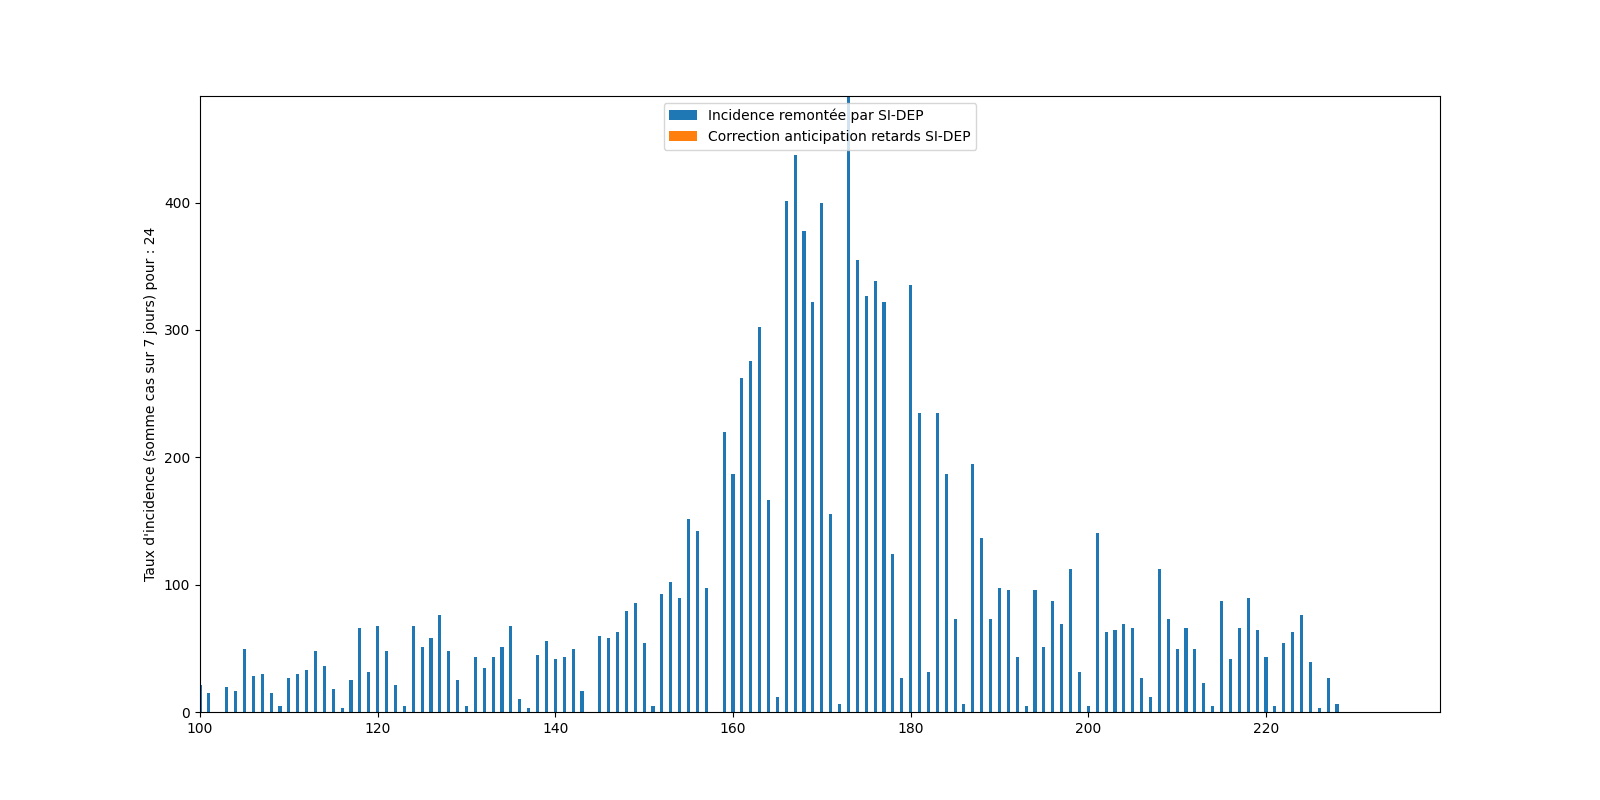 Incidence remontée par SI-DEP
Correction anticipation retards SI-DEP
Taux d'incidence (somme cas sur 7 jours) pour : 24
400
300
200
100
0
100 120 140 160 180 200 220